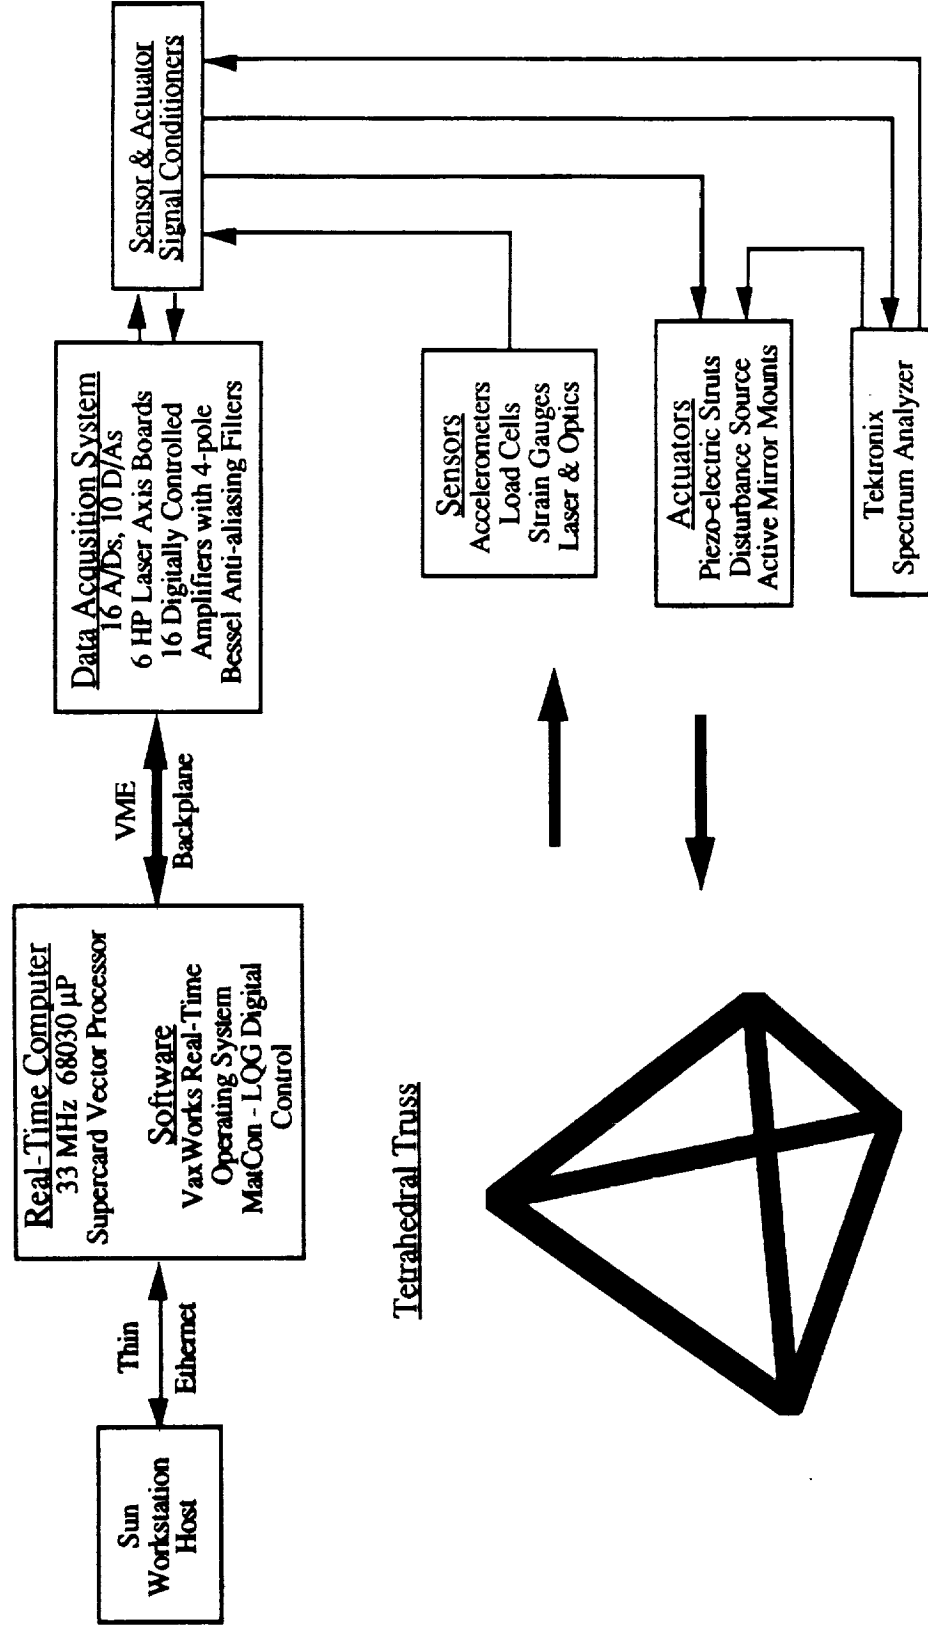 Sun
Workstation
Host
Thin
Ethernet
Real-Time Computer
33 MHz 68030 µP
Supercard Vector Processor
Software
VaxWorks Real-Time
Operating System
MatCon - LQG Digital
Control
VME
Backplane
Data Acqusition System
16 A/Ds, 10 D/As
6 HP Laser Axis Boards
16 Digitally Controlled
Amplifiers with 4-pole
Bessel Anti-aliasing Filters
Sensor & Actuator
Signal Conditioners
Tetrahedral Truss
Sensors
Accelerometers
Load Cells
Strain Gauges
Laser & Optics
Actuators
Piezo-electric Struts
Disturbance Source
Active Mirror Mounts
Tektronix
Spectrum Analyzer